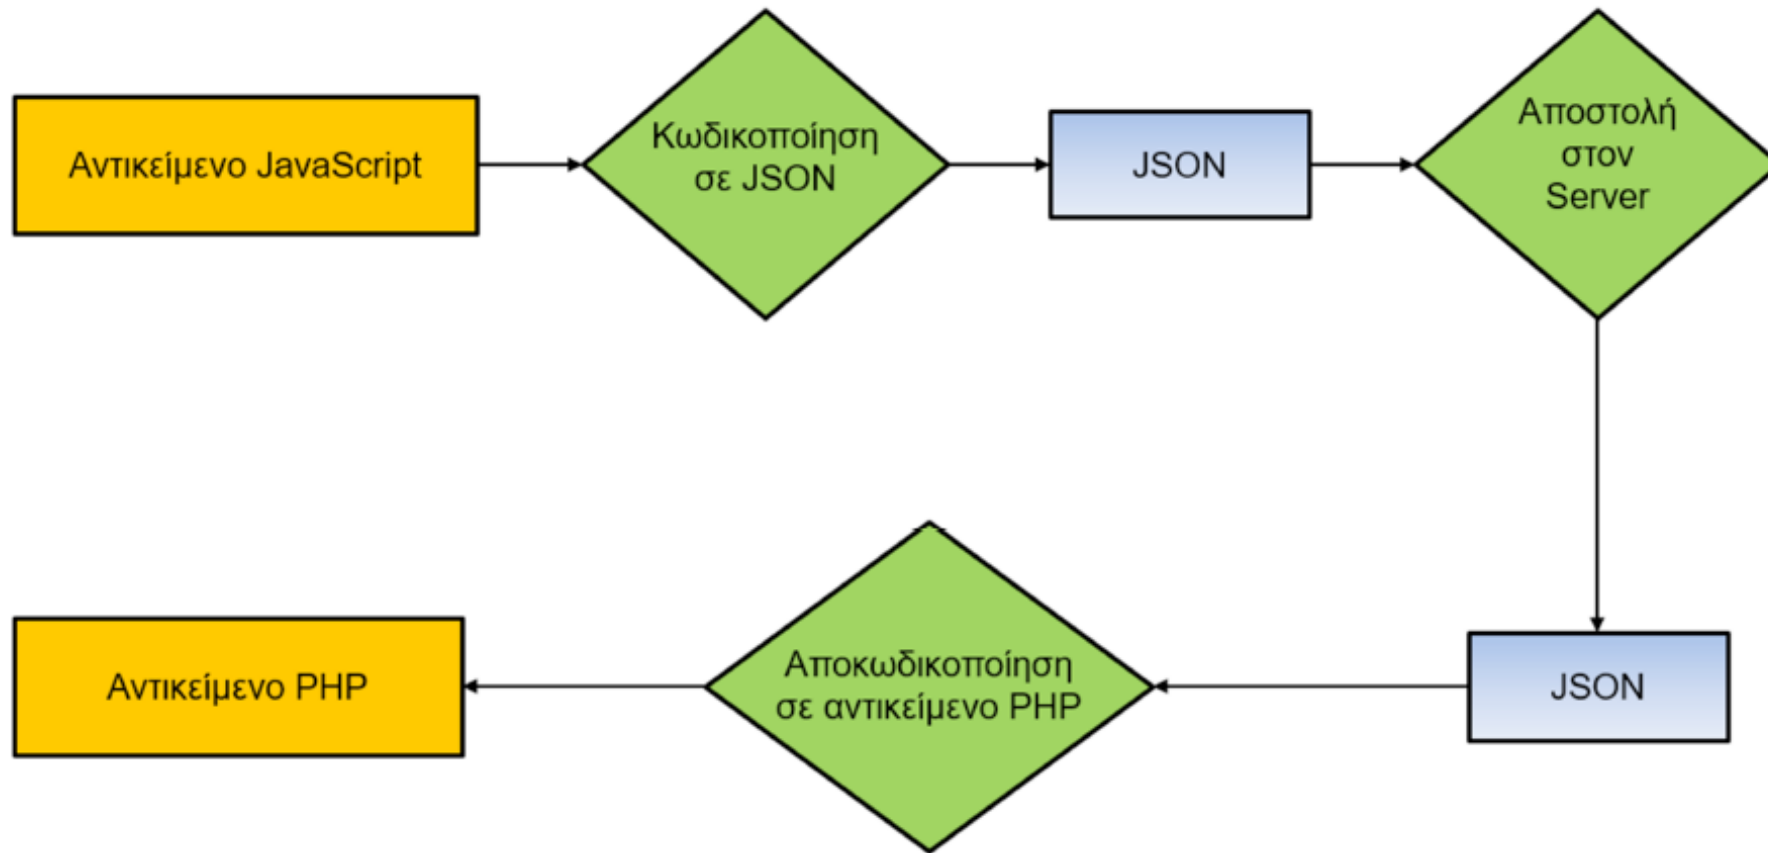 Αντικείμενο JavaScript
Κωδικοποίηση
σε JSON
JSON
Αποστολή
στον
Server
Αντικείμενο PHP
Αποκωδικοποίηση
σε αντικείμενο PHP
JSON